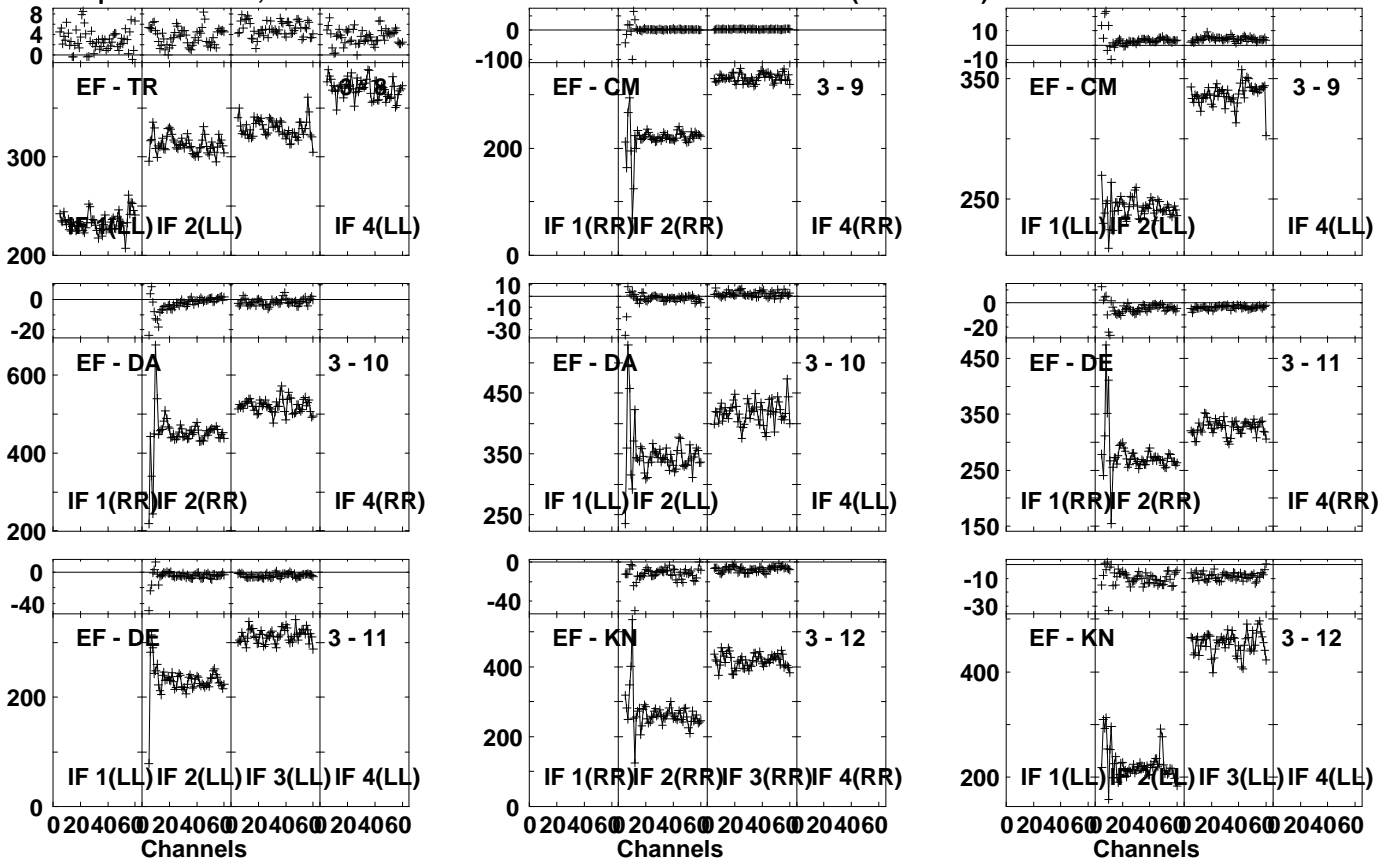 8
4
0
EF - TR
300
200
IF 1(LL) IF 2(LL) IF 4(LL)
0
-100
EF - CM 3 - 9
200
0
IF 1(RR) IF 2(RR) IF 4(RR)
10
-10
350
EF - CM 3 - 9
250
IF 1(LL) IF 2(LL) IF 4(LL)
0
-20
600
EF - DA 3 - 10
400
200
IF 1(RR) IF 2(RR) IF 4(RR)
10
-10
-30
EF - DA 3 - 10
450
350
250
IF 1(LL) IF 2(LL) IF 4(LL)
0
-20
450
EF - DE 3 - 11
350
250
150
IF 1(RR) IF 2(RR) IF 4(RR)
0
-40
EF - DE 3 - 11
200
0
IF 1(LL) IF 2(LL) IF 3(LL) IF 4(LL)
0 20 40 60 0 20 40 60 0 20 40 60 0 20 40 60
Channels
0
-40
EF - KN 3 - 12
400
200
0
IF 1(RR) IF 2(RR) IF 3(RR) IF 4(RR)
0 20 40 60 0 20 40 60 0 20 40 60 0 20 40 60
Channels
-10
-30
EF - KN 3 - 12
400
200
IF 1(LL) IF 2(LL) IF 3(LL) IF 4(LL)
0 20 40 60 0 20 40 60 0 20 40 60 0 20 40 60
Channels